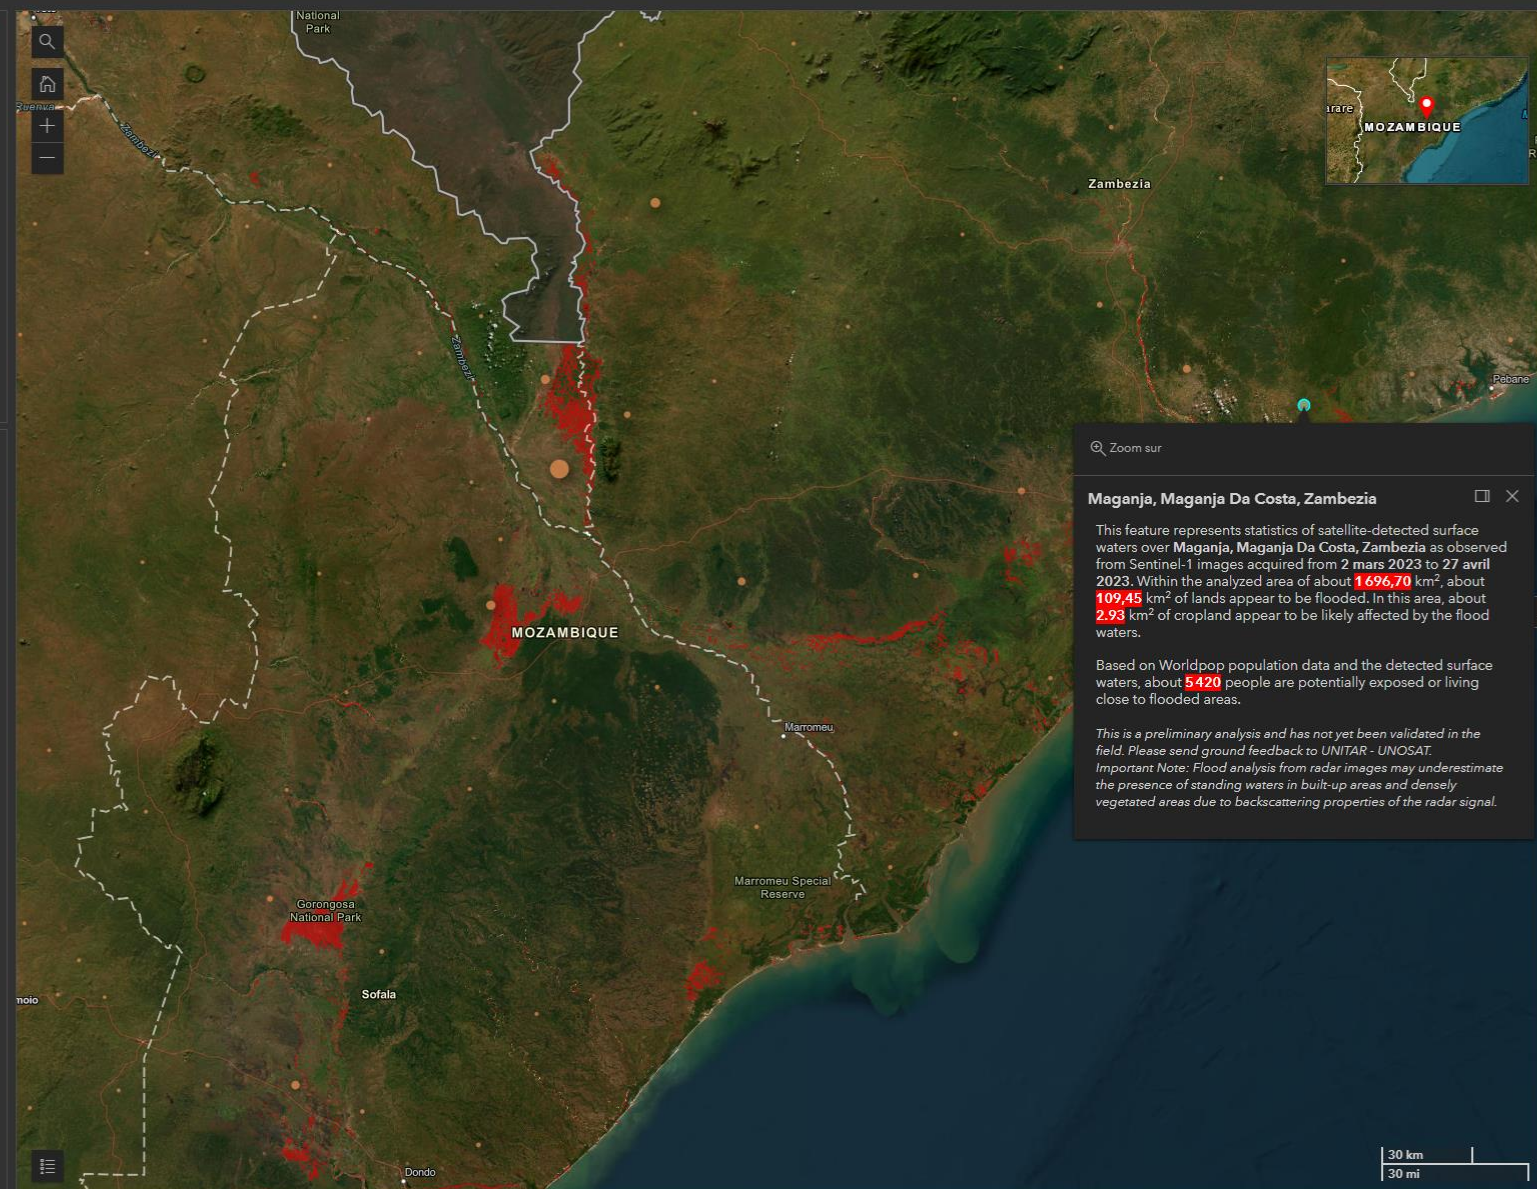 National
Park
Ruenya
Zambezi
arare
MOZAMBIQUE
Zambezia
Zambezi
Pebane
Zoom sur
Maganja, Maganja Da Costa, Zambezia
This feature represents statistics of satellite-detected surface
waters over Maganja, Maganja Da Costa, Zambezia as observed
from Sentinel-1 images acquired from 2 mars 2023 to 27 avril
2023. Within the analyzed area of about 1 696,70 km², about
109,45 km² of lands appear to be flooded. In this area, about
2.93 km² of cropland appear to be likely affected by the flood
waters.
Based on Worldpop population data and the detected surface
waters, about 5 420 people are potentially exposed or living
close to flooded areas.
This is a preliminary analysis and has not yet been validated in the
field. Please send ground feedback to UNITAR - UNOSAT.
Important Note: Flood analysis from radar images may underestimate
the presence of standing waters in built-up areas and densely
vegetated areas due to backscattering properties of the radar signal.
MOZAMBIQUE
Marromeu
Marromeu Special
Reserve
Gorongosa
National Park
Sofala
moio
Dondo
30 km
30 mi